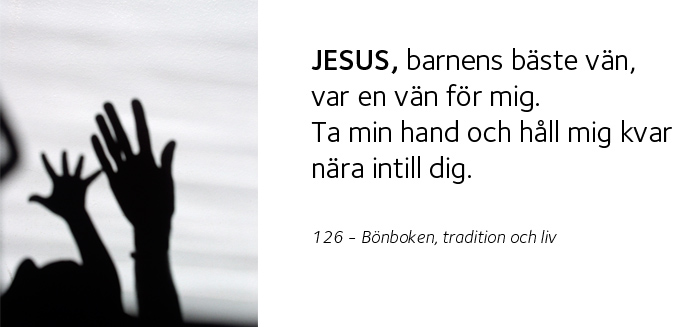 JESUS, barnens bäste vän,
var en vän för mig.
Ta min hand och håll mig kvar
nära intill dig.
126 – Bönboken, tradition och liv